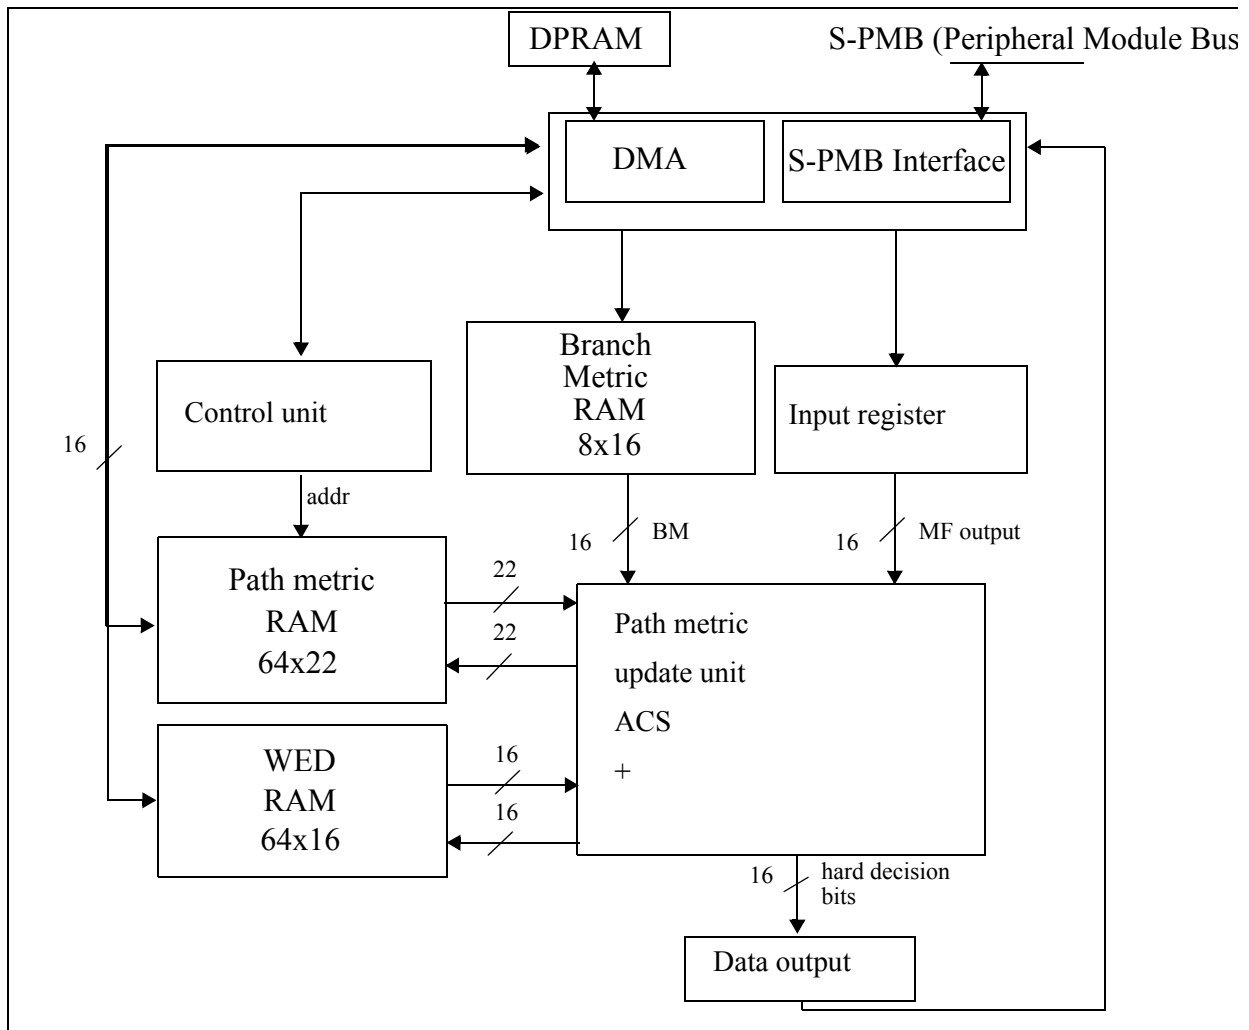 DPRAM
S-PMB (Peripheral Module Bus
DMA
S-PMB Interface
Branch
Metric
RAM
8x16
Control unit
Input register
16
addr
16
BM
16
MF output
Path metric
RAM
64x22
22
22
Path metric
update unit
ACS
+
WED
RAM
64x16
16
16
16
hard decision
bits
Data output